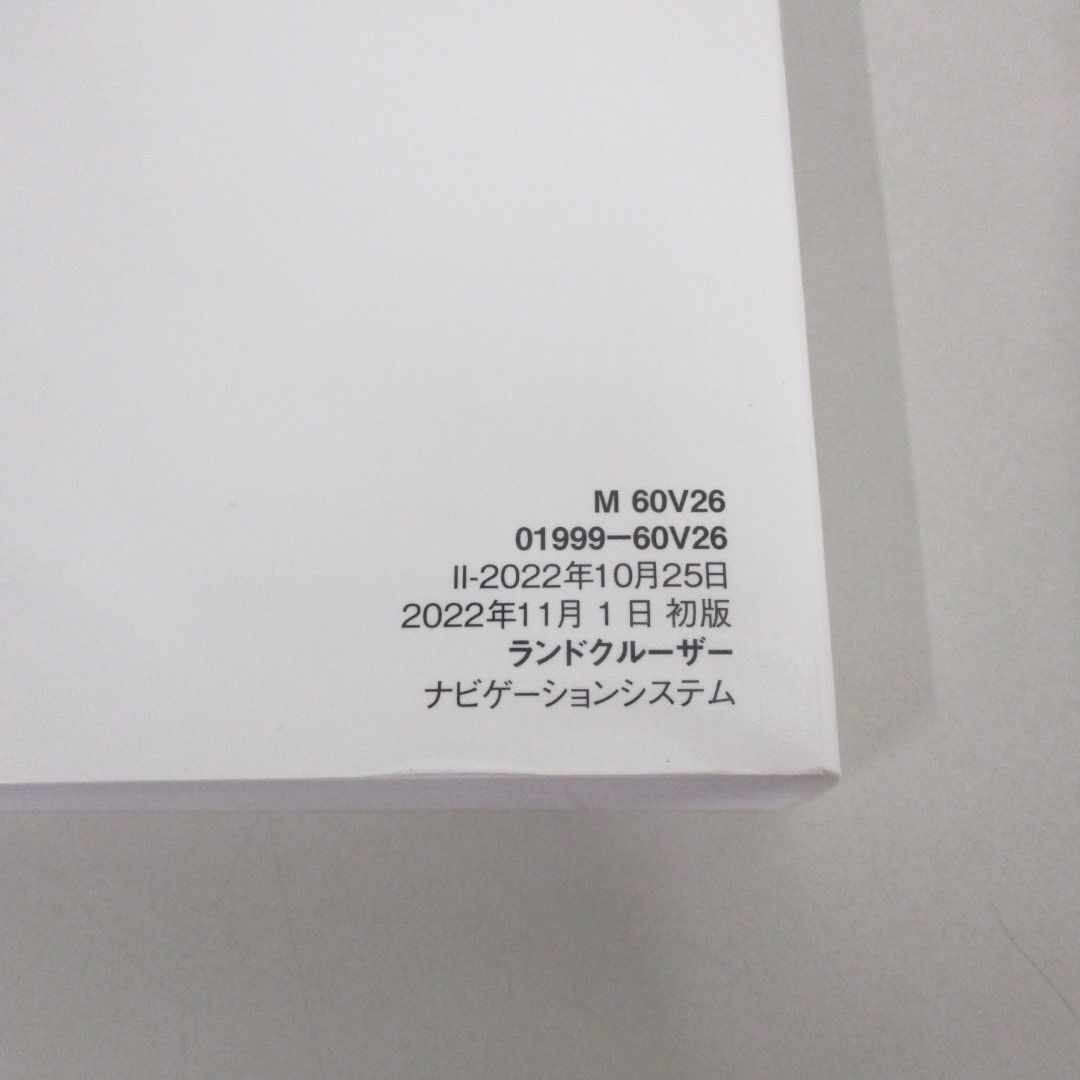 M 60V26
01999−60V26
II-2022年10月25日
2022年11月 1 日 初版
ランドクルーザー
ナビゲーションシステム